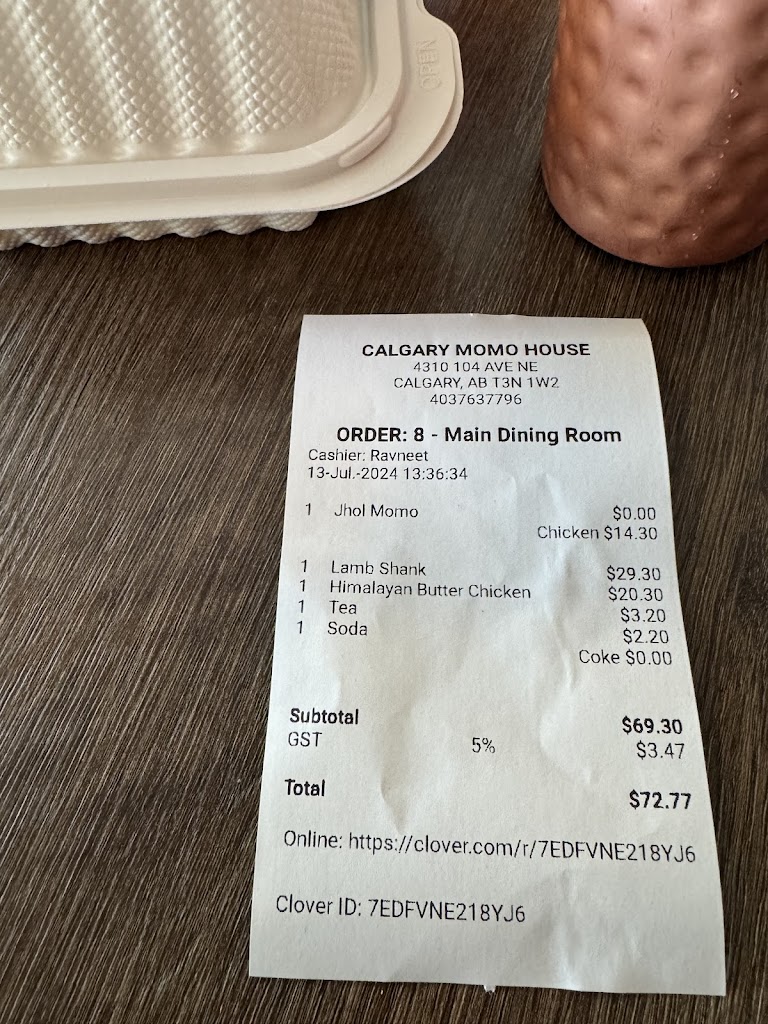 OPEN
CALGARY MOMO HOUSE
4310 104 AVE NE
CALGARY, AB T3N 1W2
4037637796
ORDER: 8 - Main Dining Room
Cashier: Ravneet
13-Jul.-2024 13:36:34
1 Jhol Momo $0.00
Chicken $14.30
1 Lamb Shank $29.30
1 Himalayan Butter Chicken $20.30
1 Tea $3.20
1 Soda $2.20
Coke $0.00
Subtotal $69.30
GST 5% $3.47
Total $72.77
Online: https://clover.com/r/7EDFVNE218YJ6
Clover ID: 7EDFVNE218YJ6